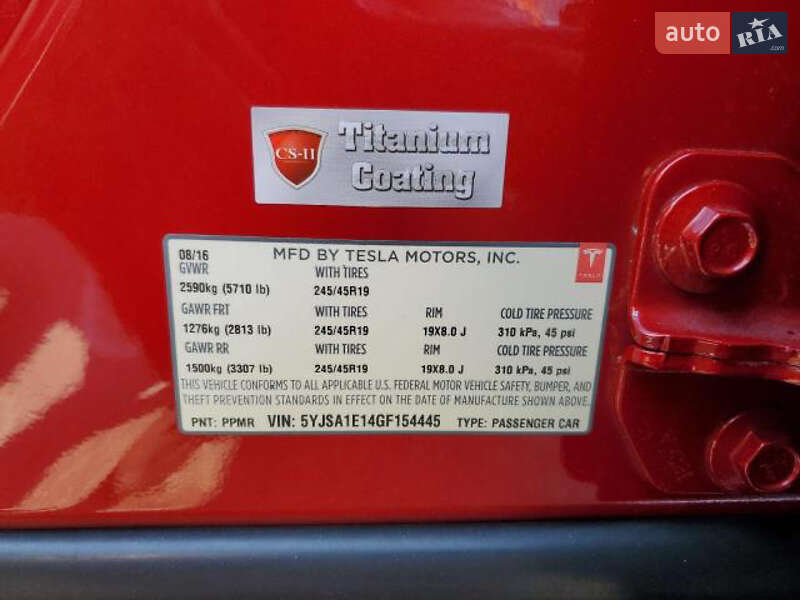 auto RIA .com
CS-II
Titanium
Coating
08/16 MFD BY TESLA MOTORS, INC.
GVWR WITH TIRES
TESLA
2590kg (5710 lb) 245/45R19
GAWR FRT WITH TIRES RIM COLD TIRE PRESSURE
1276kg (2813 lb) 245/45R19 19X8.0 J 310 kPa, 45 psi
GAWR RR WITH TIRES RIM COLD TIRE PRESSURE
1500kg (3307 lb) 245/45R19 19X8.0 J 310 kPa, 45 psi
THIS VEHICLE CONFORMS TO ALL APPLICABLE U.S. FEDERAL MOTOR VEHICLE SAFETY, BUMPER, AND
THEFT PREVENTION STANDARDS IN EFFECT ON THE DATE OF MANUFACTURE SHOWN ABOVE.
PNT: PPMR VIN: 5YJSA1E14GF154445 TYPE: PASSENGER CAR